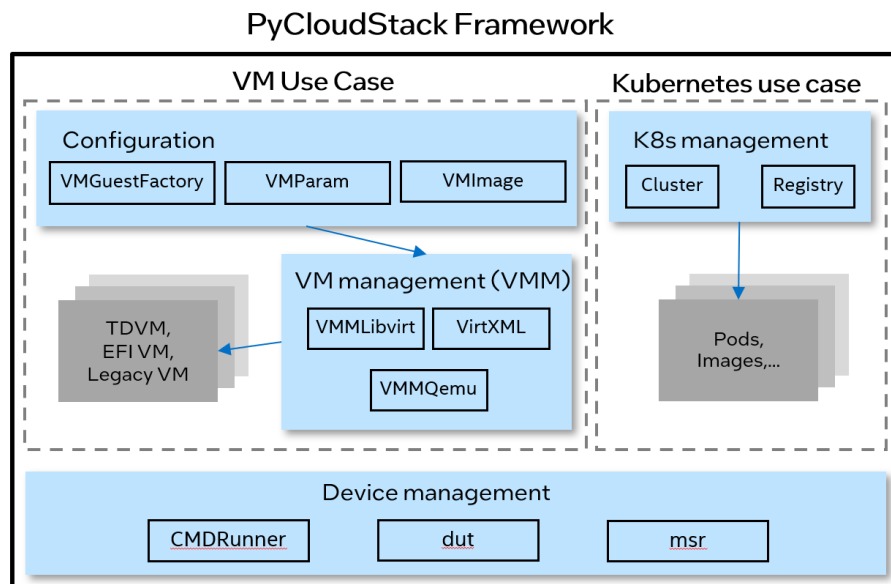 PyCloudStack Framework
VM Use Case
Kubernetes use case
Configuration
VMGuestFactory
VMParam
VMImage
K8s management
Cluster
Registry
VM management (VMM)
VMMLibvirt
VirtXML
VMMQemu
TDVM,
EFI VM,
Legacy VM
Pods,
Images,...
Device management
CMDRunner
dut
msr